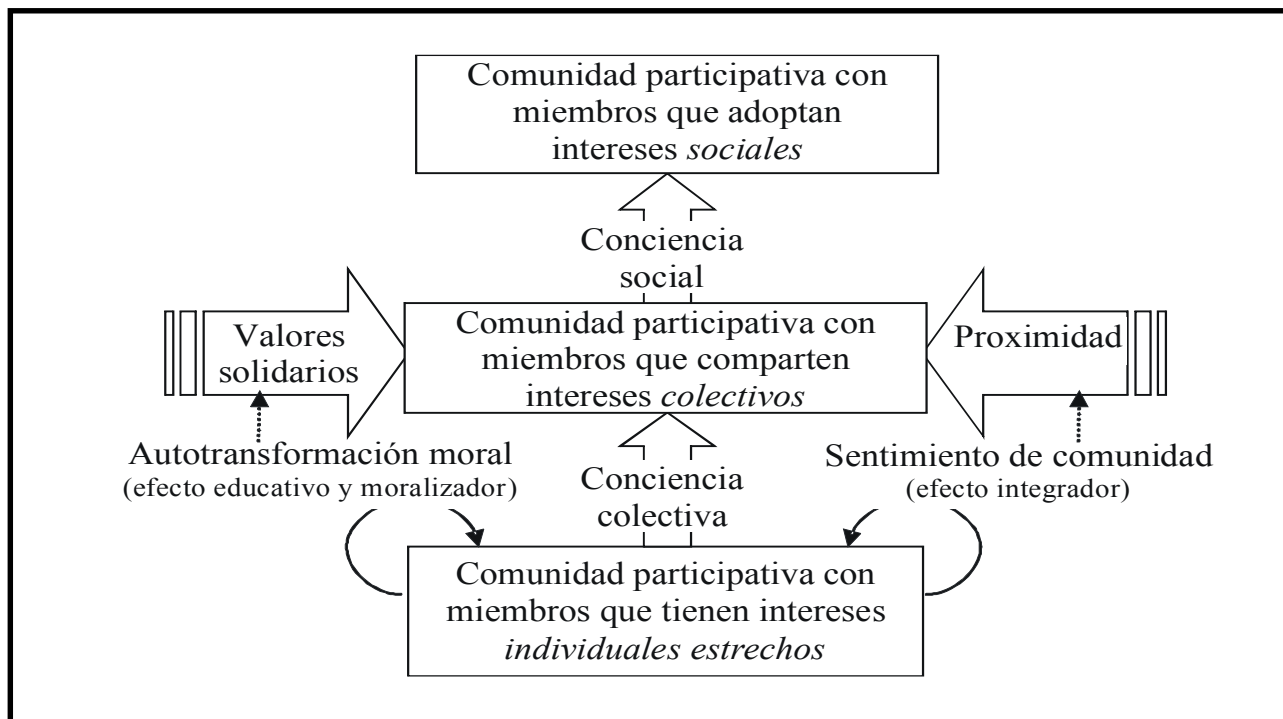 Comunidad participativa con
miembros que adoptan
intereses sociales
Conciencia
social
Valores
solidarios
Comunidad participativa con
miembros que comparten
intereses colectivos
Proximidad
Autotransformación moral
(efecto educativo y moralizador)
Conciencia
colectiva
Sentimiento de comunidad
(efecto integrador)
Comunidad participativa con
miembros que tienen intereses
individuales estrechos